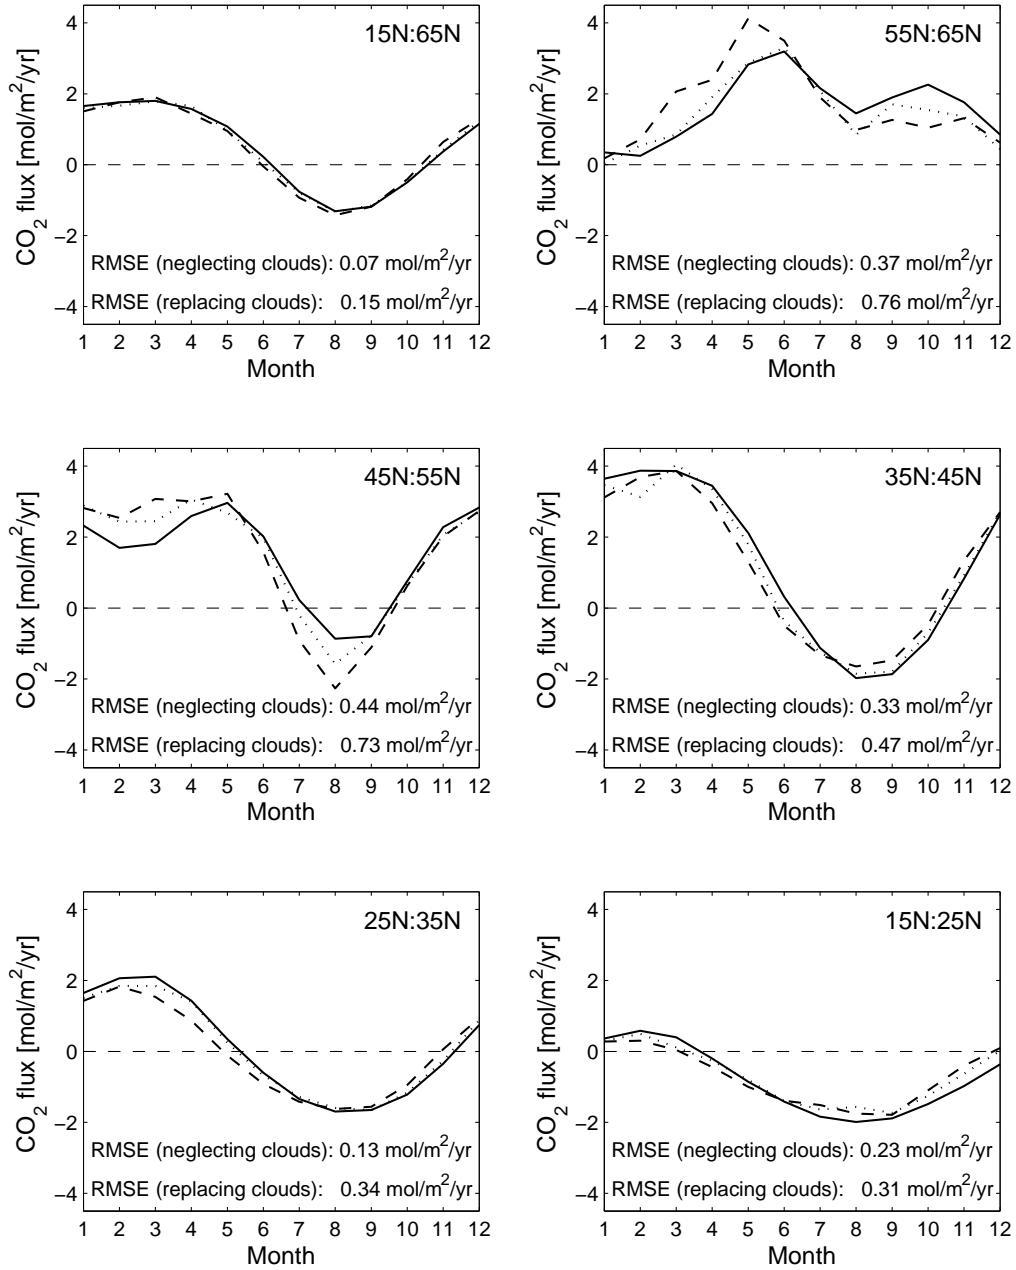 15N:65N
CO2 flux [mol/m2/yr]
4
2
0
−2
−4
RMSE (neglecting clouds): 0.07 mol/m2/yr
RMSE (replacing clouds): 0.15 mol/m2/yr
1 2 3 4 5 6 7 8 9 10 11 12
Month
55N:65N
CO2 flux [mol/m2/yr]
4
2
0
−2
−4
RMSE (neglecting clouds): 0.37 mol/m2/yr
RMSE (replacing clouds): 0.76 mol/m2/yr
1 2 3 4 5 6 7 8 9 10 11 12
Month
45N:55N
CO2 flux [mol/m2/yr]
4
2
0
−2
−4
RMSE (neglecting clouds): 0.44 mol/m2/yr
RMSE (replacing clouds): 0.73 mol/m2/yr
1 2 3 4 5 6 7 8 9 10 11 12
Month
35N:45N
CO2 flux [mol/m2/yr]
4
2
0
−2
−4
RMSE (neglecting clouds): 0.33 mol/m2/yr
RMSE (replacing clouds): 0.47 mol/m2/yr
1 2 3 4 5 6 7 8 9 10 11 12
Month
25N:35N
CO2 flux [mol/m2/yr]
4
2
0
−2
−4
RMSE (neglecting clouds): 0.13 mol/m2/yr
RMSE (replacing clouds): 0.34 mol/m2/yr
1 2 3 4 5 6 7 8 9 10 11 12
Month
15N:25N
CO2 flux [mol/m2/yr]
4
2
0
−2
−4
RMSE (neglecting clouds): 0.23 mol/m2/yr
RMSE (replacing clouds): 0.31 mol/m2/yr
1 2 3 4 5 6 7 8 9 10 11 12
Month